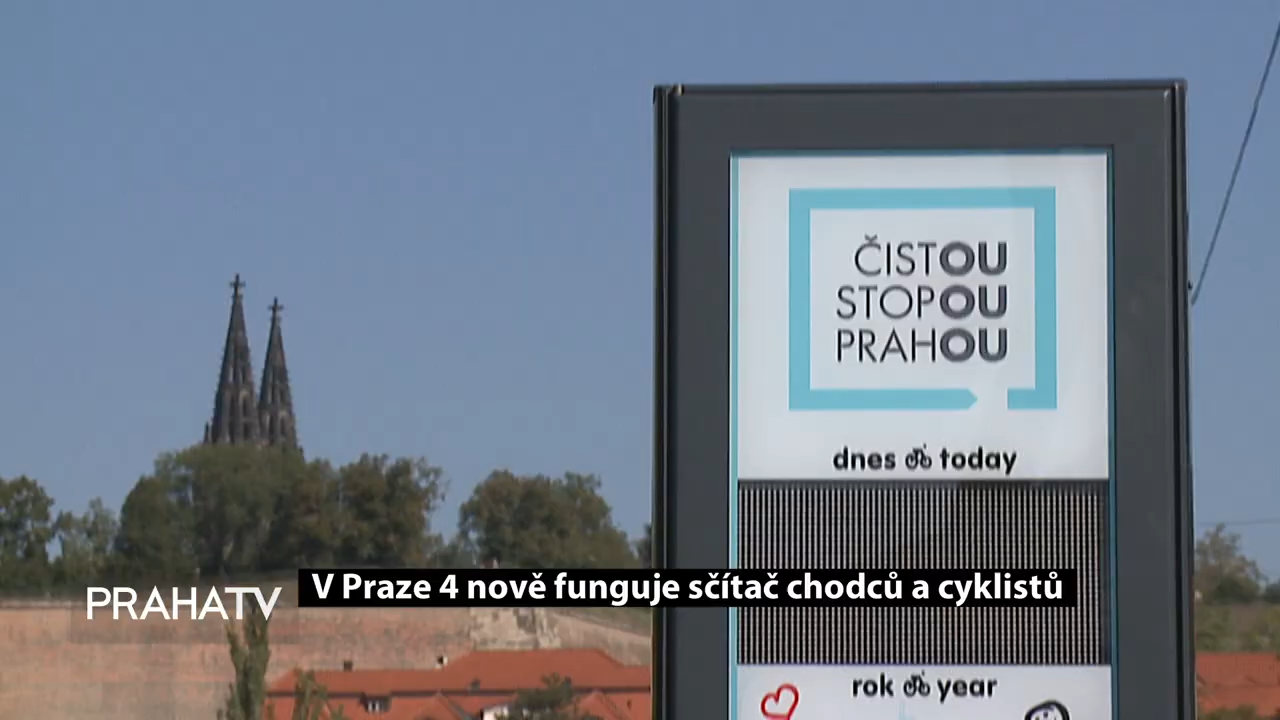 ČISTOU
STOPOU
PRAHOU
dnes today
V Praze 4 nově funguje sčítač chodců a cyklistů
PRAHATV
rok year